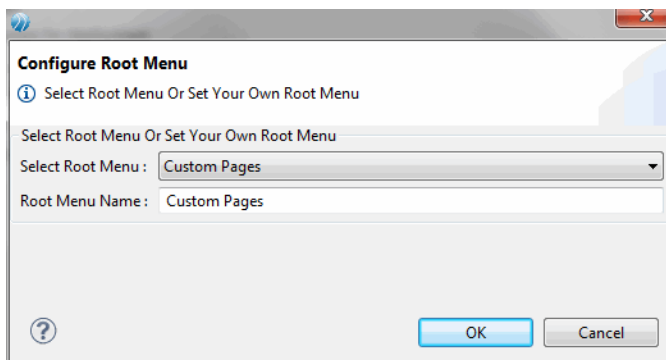 Configure Root Menu
Select Root Menu Or Set Your Own Root Menu
Select Root Menu Or Set Your Own Root Menu
Select Root Menu : Custom Pages
Root Menu Name : Custom Pages
OK Cancel